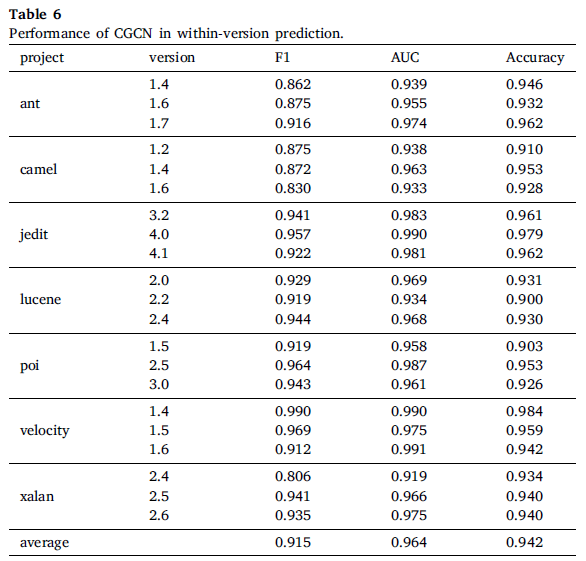 Table 6
Performance of CGCN in within-version prediction.
project version F1 AUC Accuracy
1.4 0.862 0.939 0.946
ant 1.6 0.875 0.955 0.932
1.7 0.916 0.974 0.962
1.2 0.875 0.938 0.910
camel 1.4 0.872 0.963 0.953
1.6 0.830 0.933 0.928
3.2 0.941 0.983 0.961
jedit 4.0 0.957 0.990 0.979
4.1 0.922 0.981 0.962
2.0 0.929 0.969 0.931
lucene 2.2 0.919 0.934 0.900
2.4 0.944 0.968 0.930
1.5 0.919 0.958 0.903
poi 2.5 0.964 0.987 0.953
3.0 0.943 0.961 0.926
1.4 0.990 0.990 0.984
velocity 1.5 0.969 0.975 0.959
1.6 0.912 0.991 0.942
2.4 0.806 0.919 0.934
xalan 2.5 0.941 0.966 0.940
2.6 0.935 0.975 0.940
average 0.915 0.964 0.942